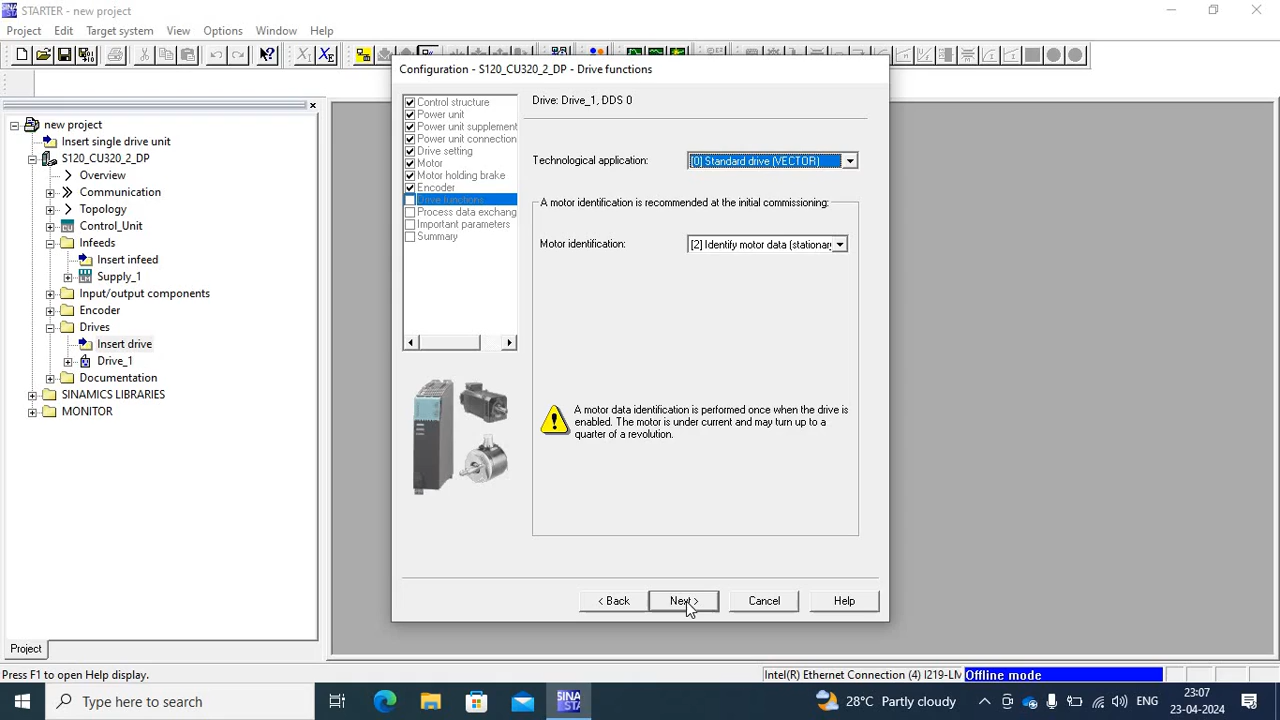 SINA
STA
STARTER - new project
Project Edit Target system View Options Window Help
new project
Insert single drive unit
S120_CU320_2_DP
Overview
Communication
Topology
Control_Unit
Infeeds
Insert infeed
Supply_1
Input/output components
Encoder
Drives
Insert drive
Drive_1
Documentation
SINAMICS LIBRARIES
MONITOR
Project
Configuration - S120_CU320_2_DP - Drive functions
Control structure
Power unit
Power unit supplement
Power unit connection
Drive setting
Motor
Motor holding brake
Encoder
Drive functions
Process data exchang
Important parameters
Summary
Drive: Drive_1, DDS 0
Technological application: [0] Standard drive (VECTOR)
A motor identification is recommended at the initial commissioning:
Motor identification: [2] Identify motor data (stationary
A motor data identification is performed once when the drive is
enabled. The motor is under current and may turn up to a
quarter of a revolution.
< Back Next > Cancel Help
Press F1 to open Help display. Intel(R) Ethernet Connection (4) I219-LM Offline mode
Type here to search SINA STA 28°C Partly cloudy ENG 23:07
23-04-2024